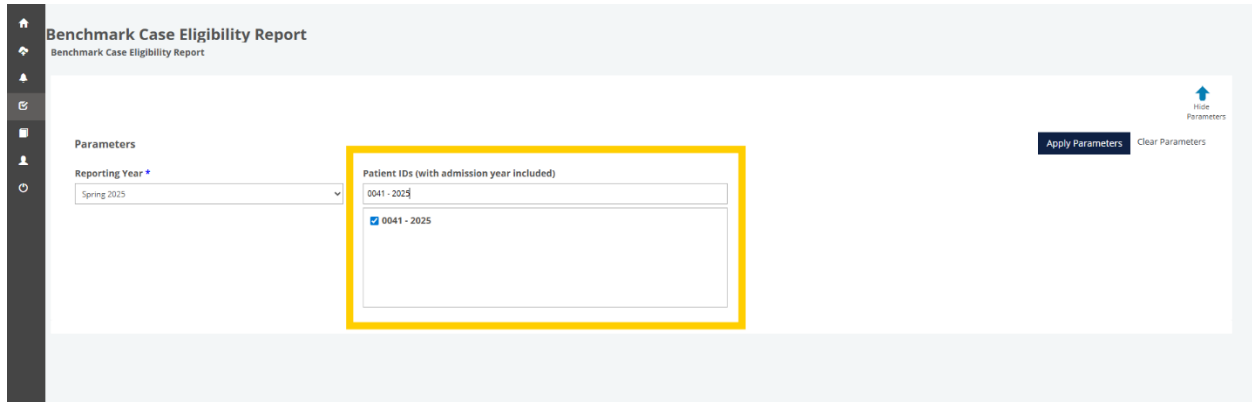 Benchmark Case Eligibility Report
Benchmark Case Eligibility Report
Hide
Parameters
Parameters
Apply Parameters
Clear Parameters
Reporting Year *
Spring 2025
Patient IDs (with admission year included)
0041 - 2025
0041 - 2025